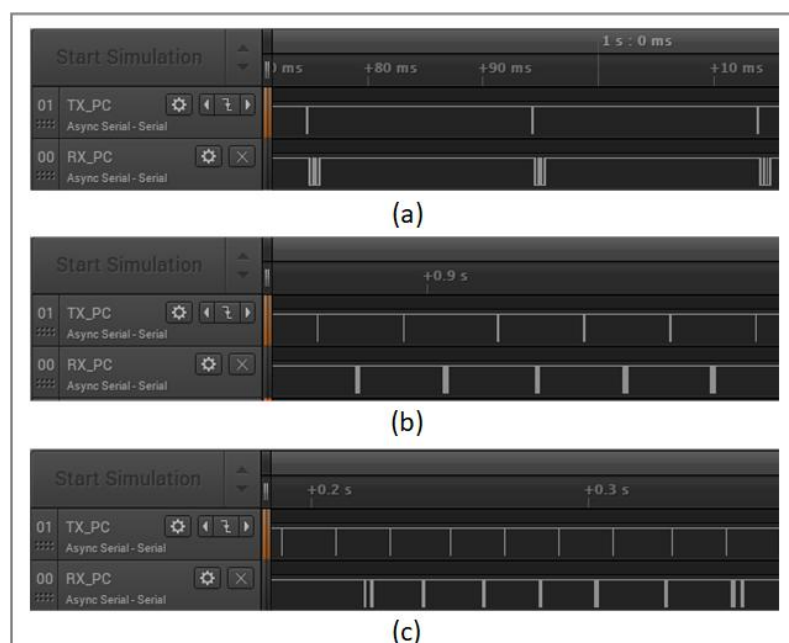 1 s : 0 ms
Start Simulation
0 ms +80 ms +90 ms +10 ms
01 TX_PC
Async Serial - Serial
00 RX_PC
Async Serial - Serial
(a)
Start Simulation
+0.9 s
01 TX_PC
Async Serial - Serial
00 RX_PC
Async Serial - Serial
(b)
Start Simulation
+0.2 s +0.3 s
01 TX_PC
Async Serial - Serial
00 RX_PC
Async Serial - Serial
(c)